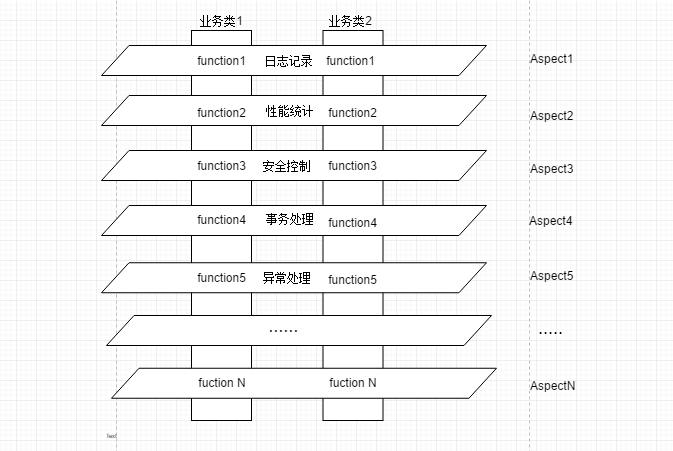 业务类1 业务类2
function1 日志记录 function1 Aspect1
function2 性能统计 function2 Aspect2
function3 安全控制 function3 Aspect3
function4 事务处理 function4 Aspect4
function5 异常处理 function5 Aspect5
…… .....
fuction N fuction N AspectN
Text